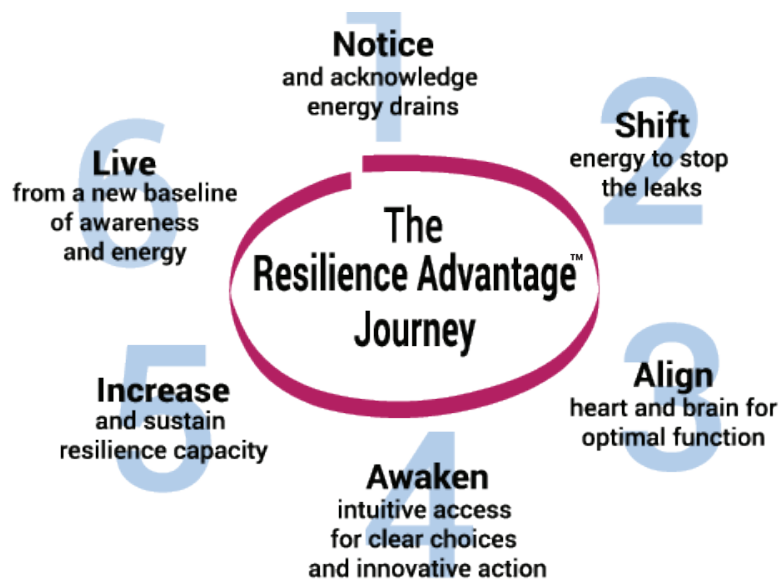 1
Notice
and acknowledge
energy drains
2
Shift
energy to stop
the leaks
3
Align
heart and brain for
optimal function
4
Awaken
intuitive access
for clear choices
and innovative action
5
Increase
and sustain
resilience capacity
6
Live
from a new baseline
of awareness
and energy
The
Resilience Advantage™
Journey